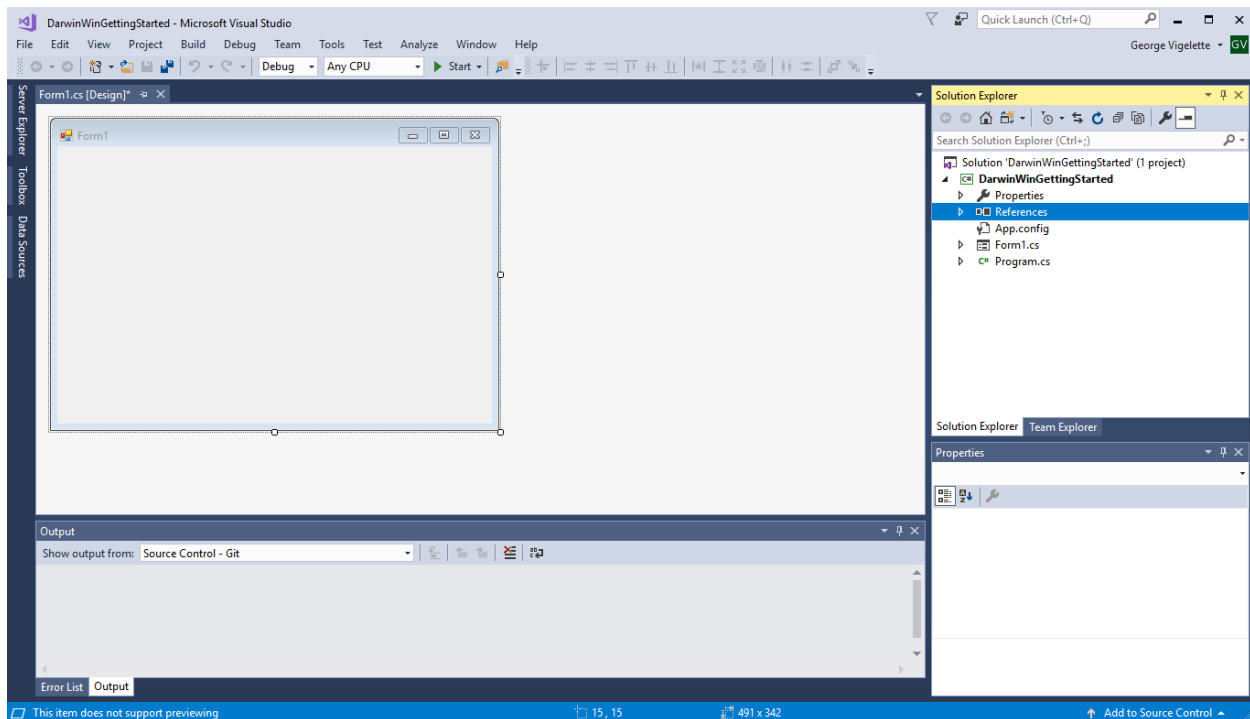 DarwinWinGettingStarted - Microsoft Visual Studio
Quick Launch (Ctrl+Q)
File Edit View Project Build Debug Team Tools Test Analyze Window Help
George Vigelette GV
Debug Any CPU Start
Server Explorer
Toolbox
Data Sources
Form1.cs [Design]*
Form1
Solution Explorer
Search Solution Explorer (Ctrl+;)
Solution 'DarwinWinGettingStarted' (1 project)
C# DarwinWinGettingStarted
Properties
References
App.config
Form1.cs
C# Program.cs
Solution Explorer Team Explorer
Properties
Output
Show output from: Source Control - Git
Error List Output
This item does not support previewing 15 , 15 491 x 342 Add to Source Control